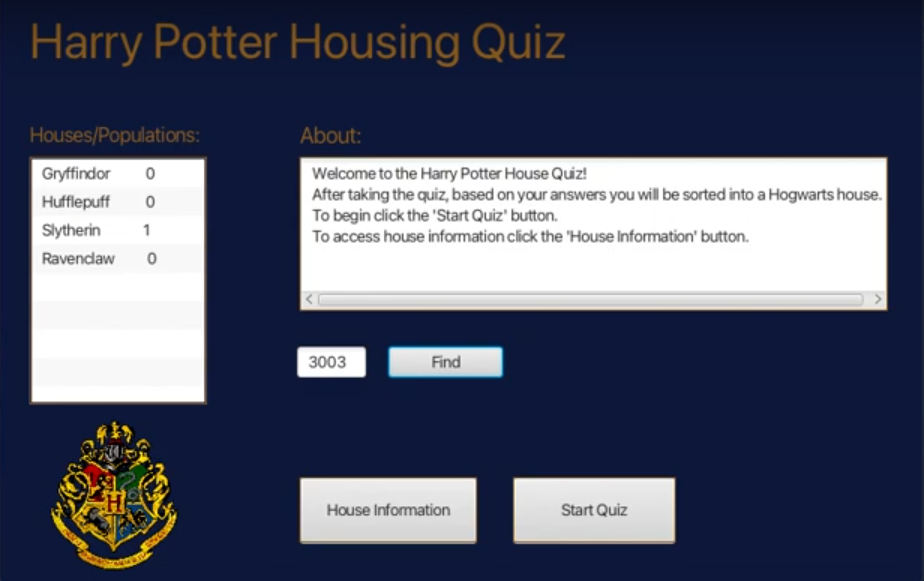 Harry Potter Housing Quiz
Houses/Populations:
Gryffindor 0
Hufflepuff 0
Slytherin 1
Ravenclaw 0
About:
Welcome to the Harry Potter House Quiz!
After taking the quiz, based on your answers you will be sorted into a Hogwarts house.
To begin click the 'Start Quiz' button.
To access house information click the 'House Information' button.
3003 Find
H
House Information Start Quiz